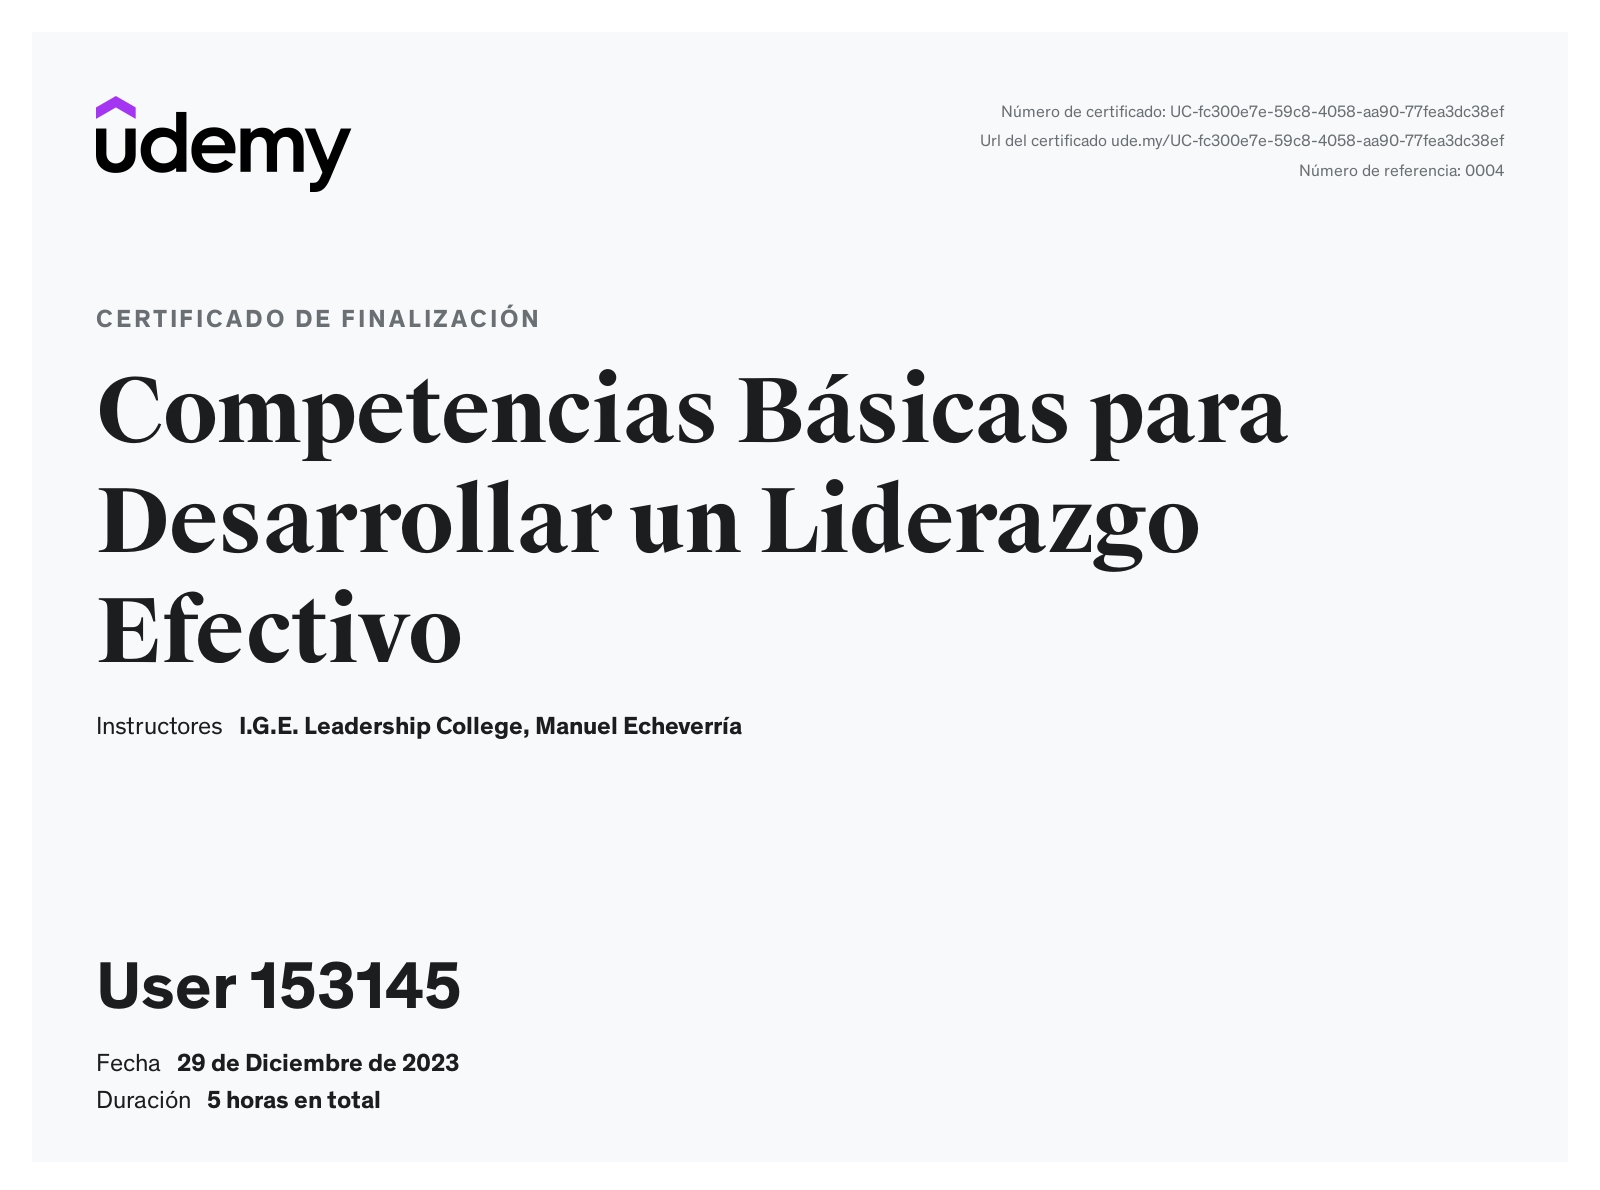 udemy
Número de certificado: UC-fc300e7e-59c8-4058-aa90-77fea3dc38ef
Url del certificado ude.my/UC-fc300e7e-59c8-4058-aa90-77fea3dc38ef
Número de referencia: 0004
CERTIFICADO DE FINALIZACIÓN
Competencias Básicas para
Desarrollar un Liderazgo
Efectivo
Instructores I.G.E. Leadership College, Manuel Echeverría
User 153145
Fecha 29 de Diciembre de 2023
Duración 5 horas en total